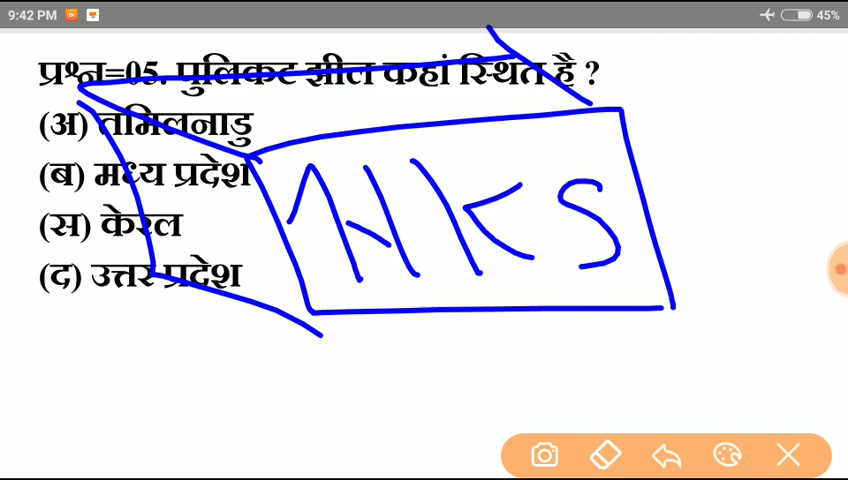 9:42 PM 45%
प्रश्न=05. पुलिकट झील कहां स्थित है ?
(अ) तमिलनाडु
(ब) मध्य प्रदेश
(स) केरल
(द) उत्तर प्रदेश
NKS